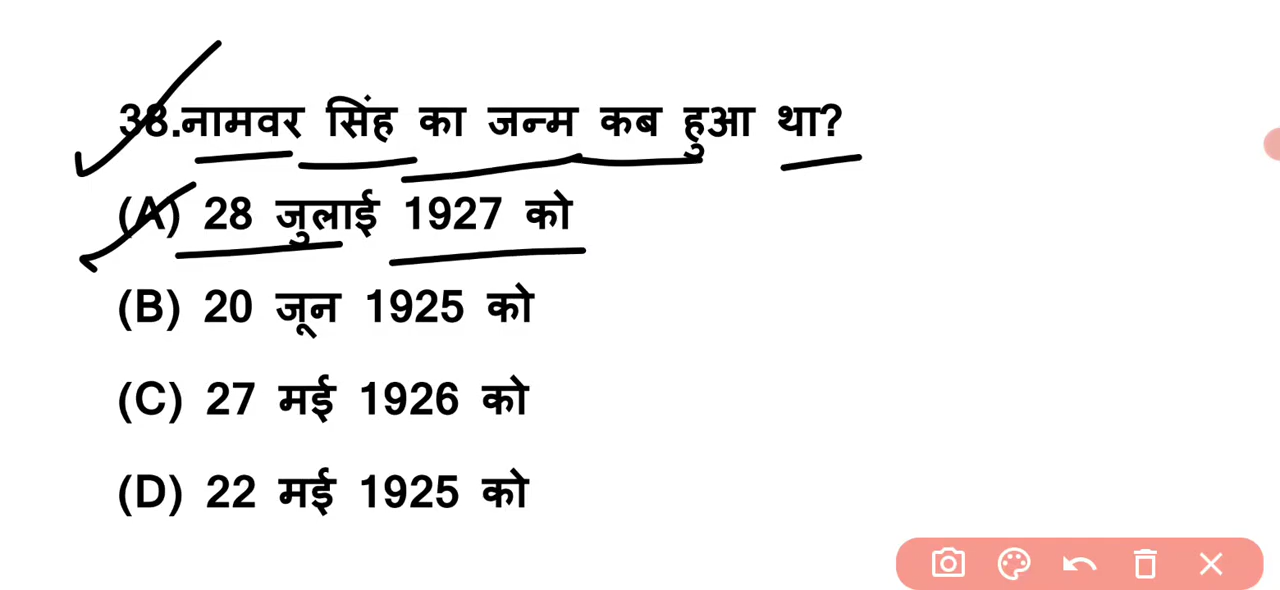 38.नामवर सिंह का जन्म कब हुआ था?
(A) 28 जुलाई 1927 को
(B) 20 जून 1925 को
(C) 27 मई 1926 को
(D) 22 मई 1925 को